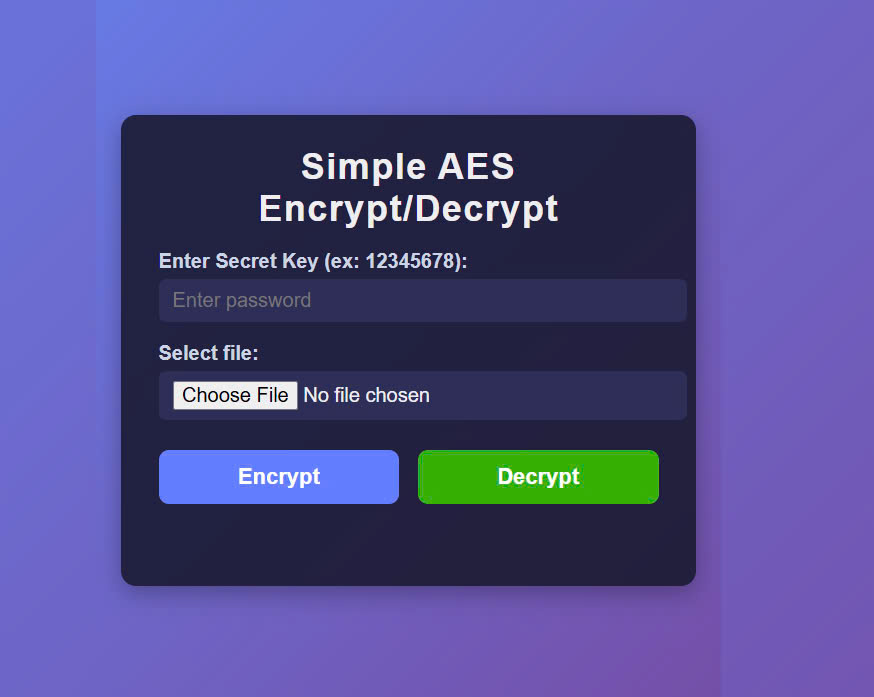 Simple AES
Encrypt/Decrypt
Enter Secret Key (ex: 12345678):
Enter password
Select file:
Choose File No file chosen
Encrypt Decrypt